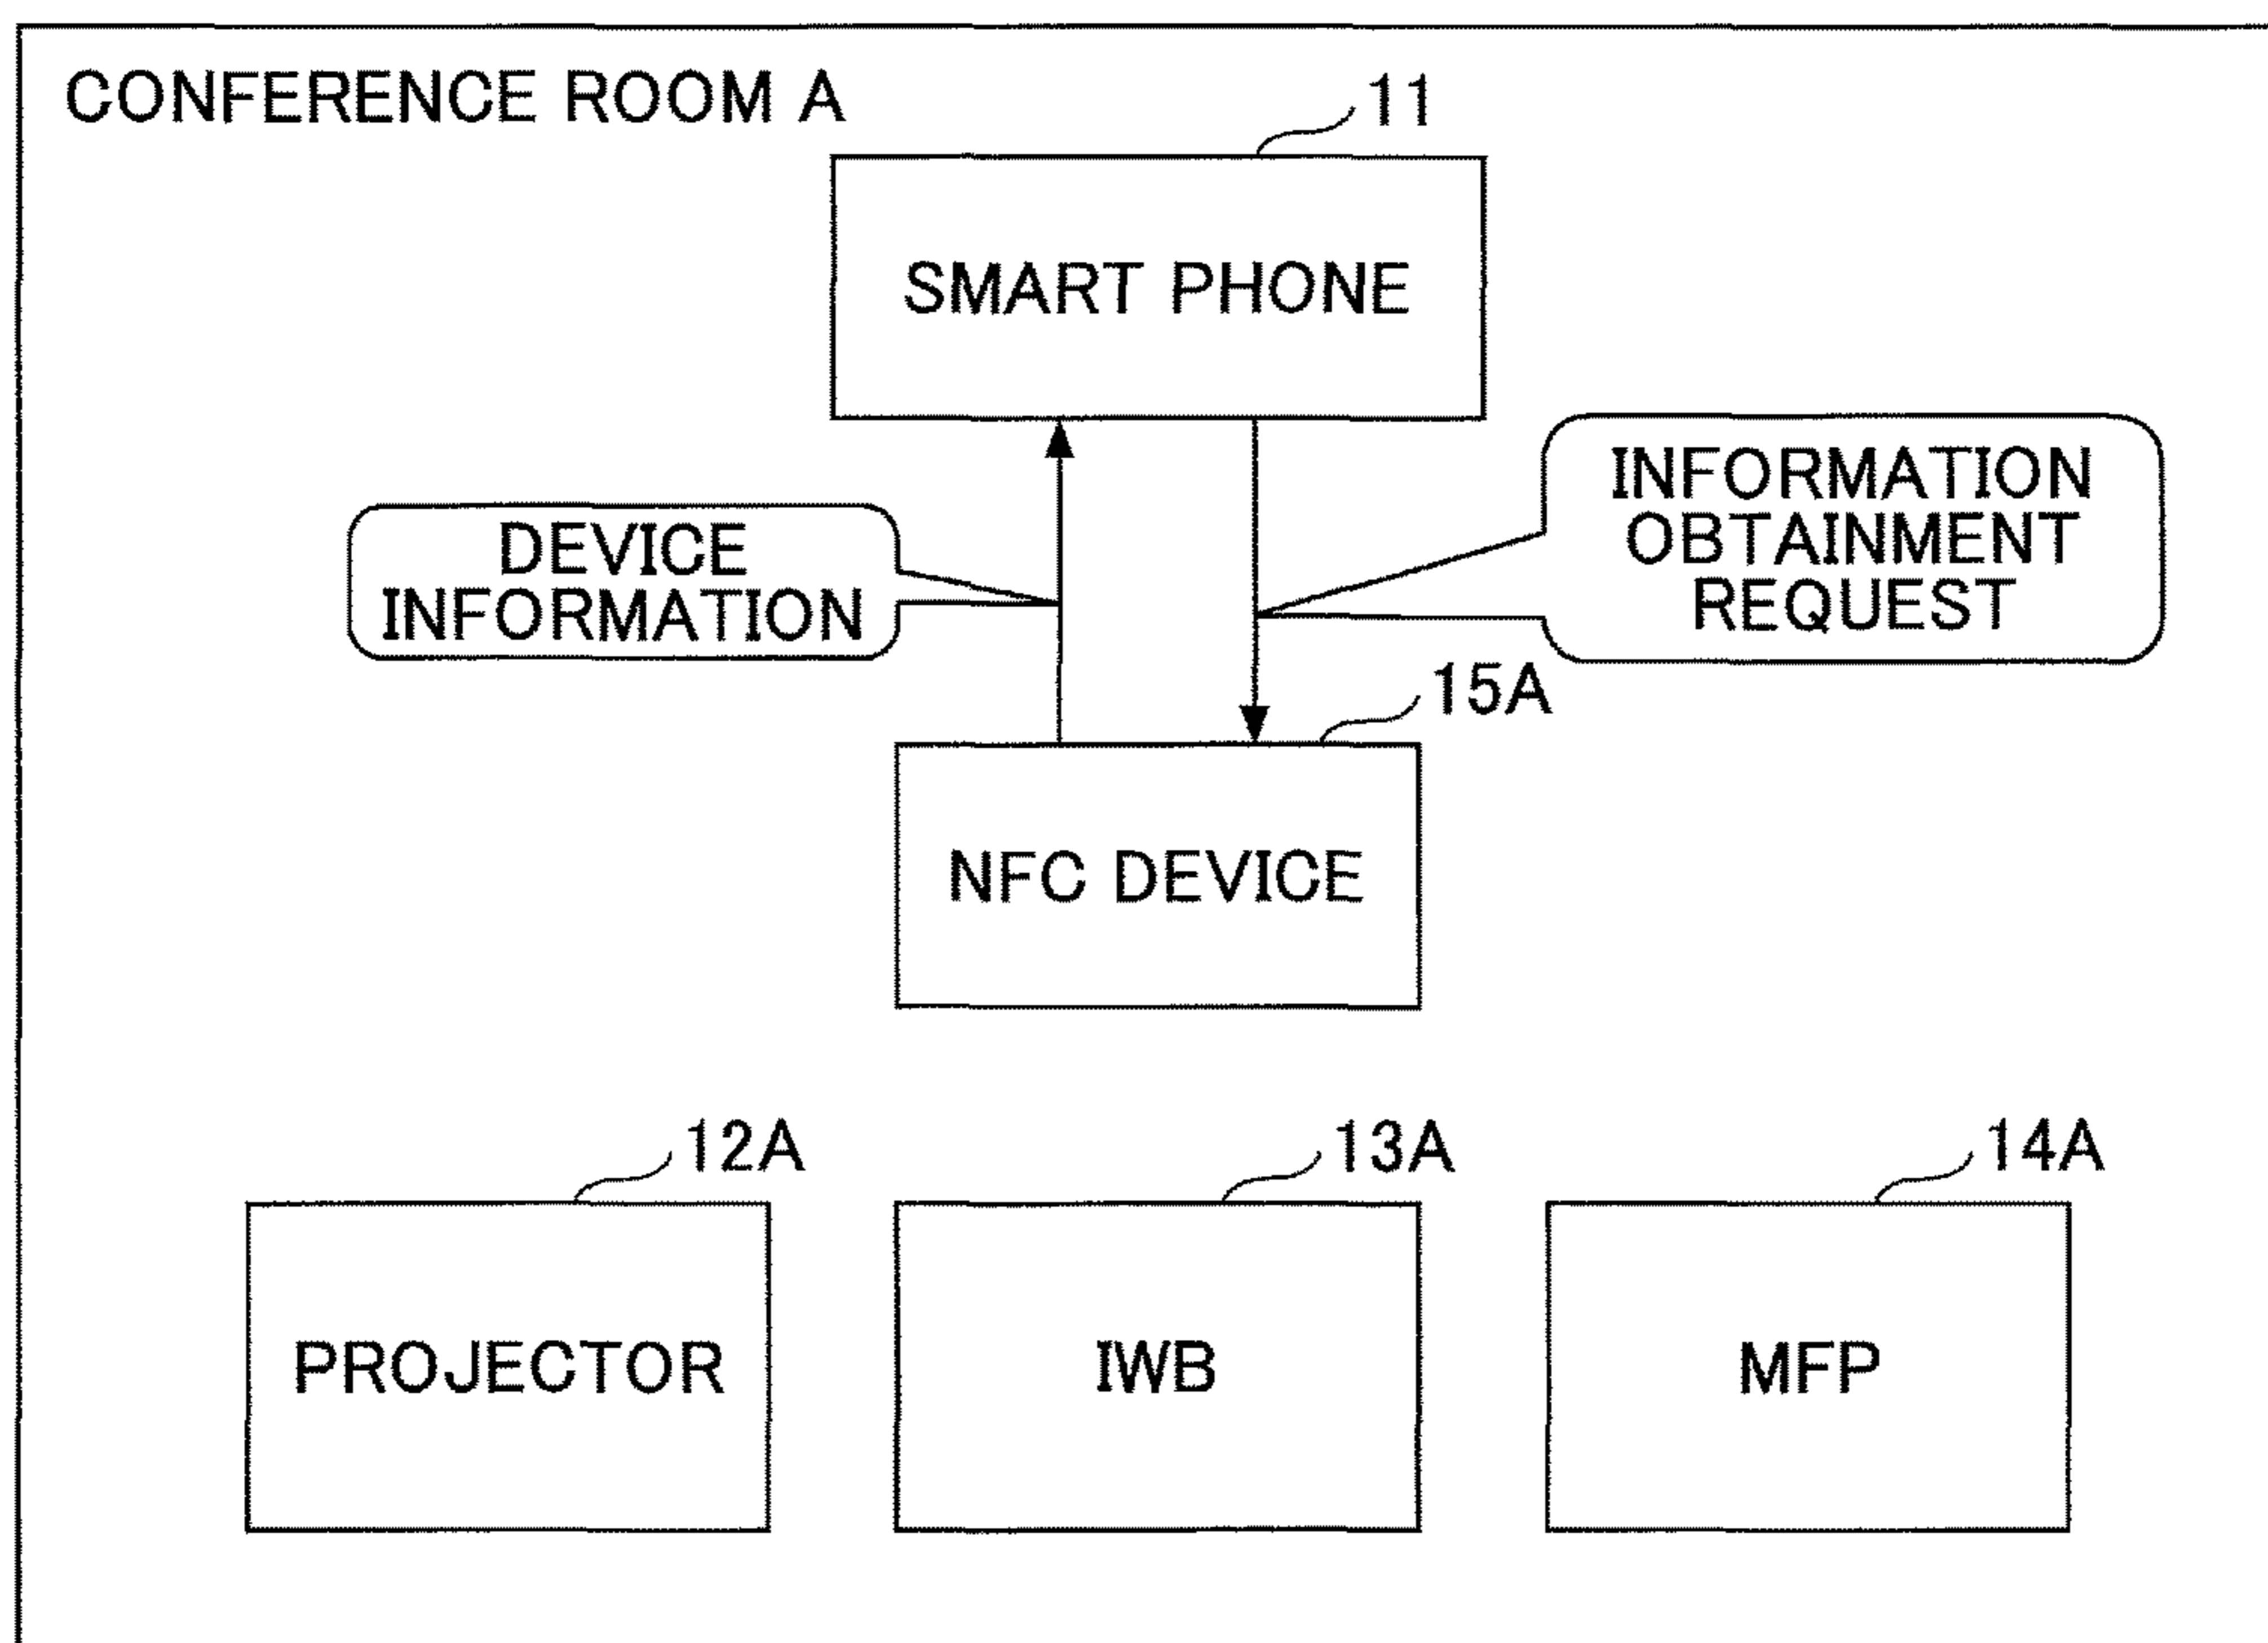 CONFERENCE ROOM A
11
SMART PHONE
DEVICE
INFORMATION
INFORMATION
OBTAINMENT
REQUEST
15A
NFC DEVICE
12A
13A
14A
PROJECTOR
IWB
MFP